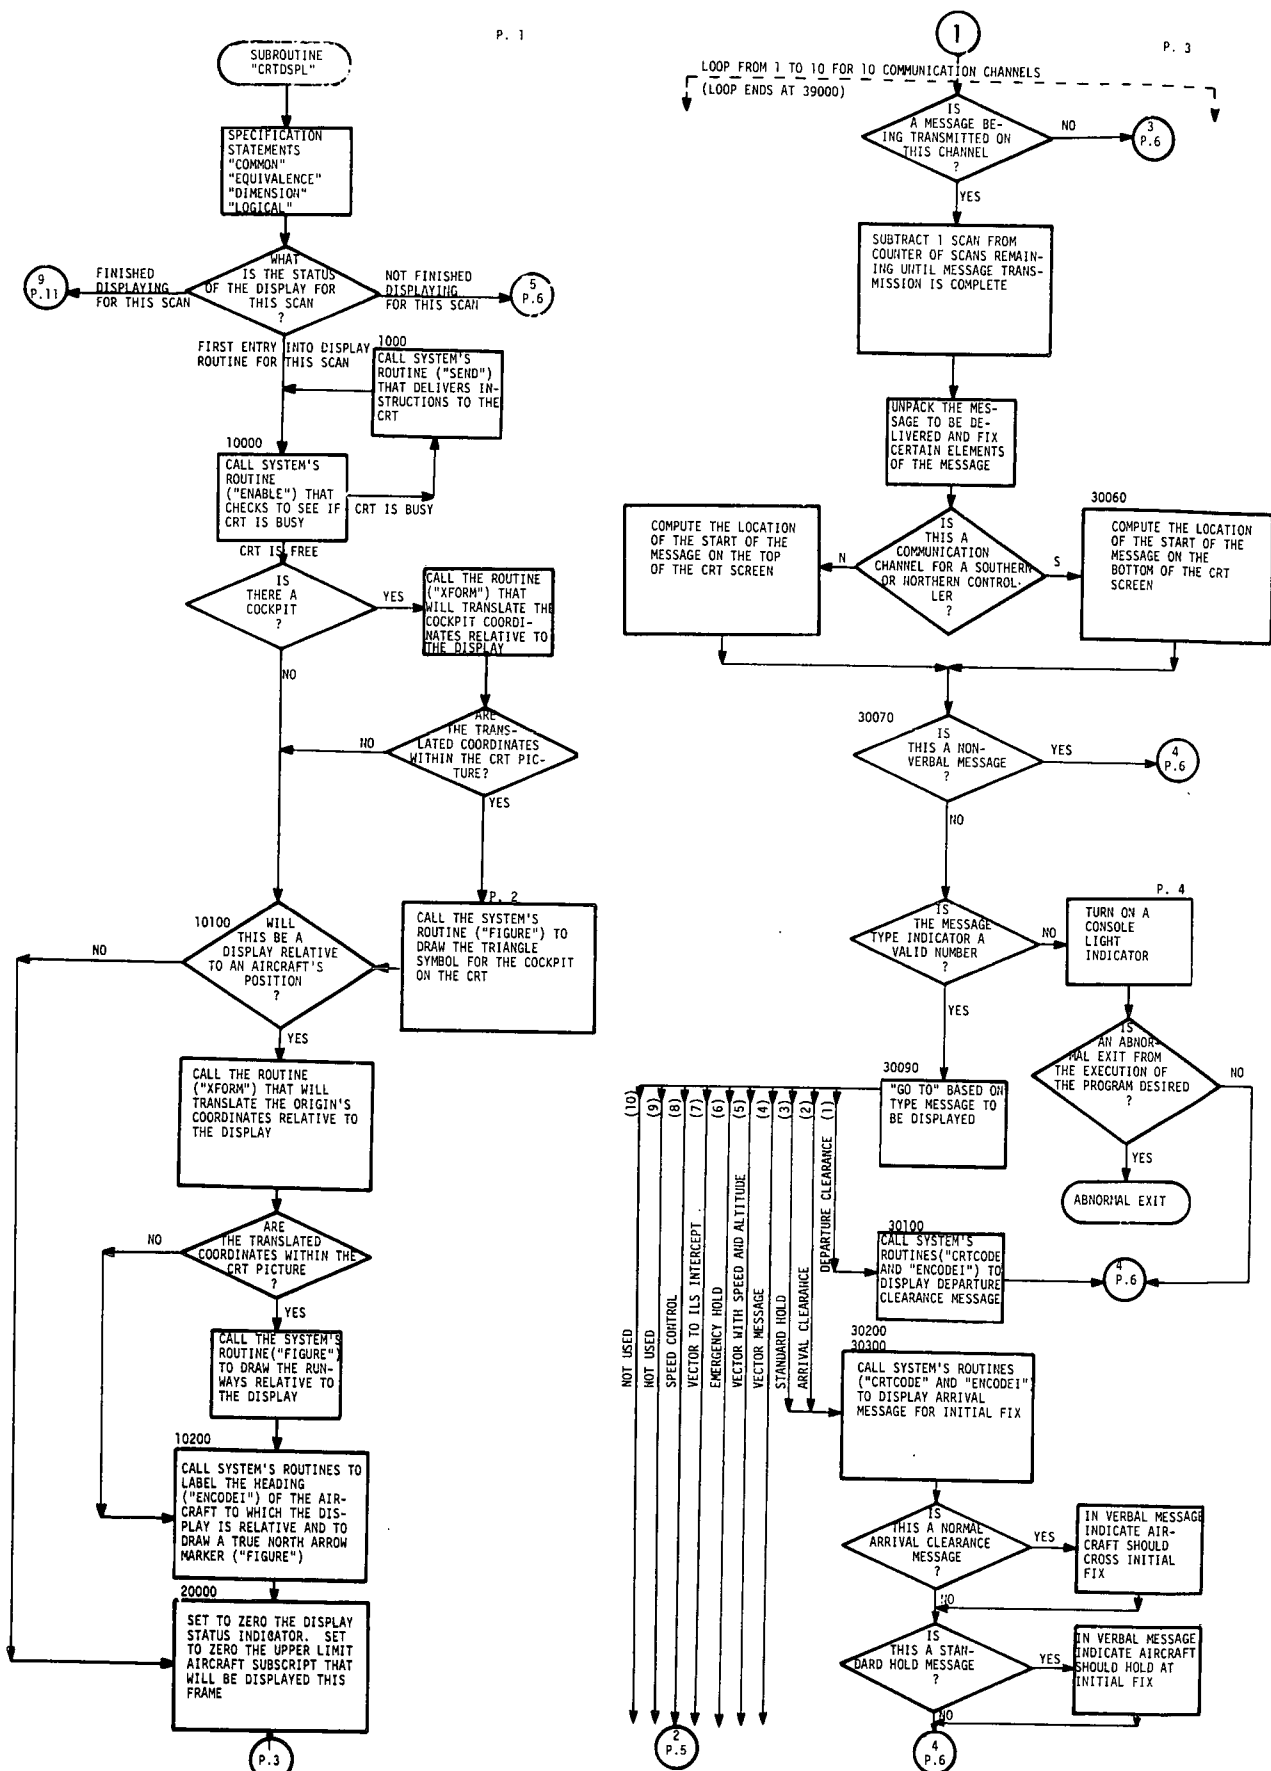 P. 1
SUBROUTINE
"CRTDSPL"
SPECIFICATION
STATEMENTS
"COMMON"
"EQUIVALENCE"
"DIMENSION"
"LOGICAL"
WHAT
IS THE STATUS
OF THE DISPLAY FOR
THIS SCAN
?
FINISHED
DISPLAYING
FOR THIS SCAN
9
P.11
NOT FINISHED
DISPLAYING
FOR THIS SCAN
5
P.6
FIRST ENTRY INTO DISPLAY
ROUTINE FOR THIS SCAN
1000
CALL SYSTEM'S
ROUTINE ("SEND")
THAT DELIVERS IN-
STRUCTIONS TO THE
CRT
10000
CALL SYSTEM'S
ROUTINE
("ENABLE") THAT
CHECKS TO SEE IF
CRT IS BUSY
CRT IS BUSY
CRT IS FREE
IS
THERE A
COCKPIT
?
YES
CALL THE ROUTINE
("XFORM") THAT
WILL TRANSLATE THE
COCKPIT COORDI-
NATES RELATIVE TO
THE DISPLAY
NO
ARE
THE TRANS-
LATED COORDINATES
WITHIN THE CRT PIC-
TURE?
NO
YES
P. 2
CALL THE SYSTEM'S
ROUTINE ("FIGURE") TO
DRAW THE TRIANGLE
SYMBOL FOR THE COCKPIT
ON THE CRT
10100
WILL
THIS BE A
DISPLAY RELATIVE
TO AN AIRCRAFT'S
POSITION
?
NO
YES
CALL THE ROUTINE
("XFORM") THAT WILL
TRANSLATE THE ORIGIN'S
COORDINATES RELATIVE TO
THE DISPLAY
ARE
THE TRANSLATED
COORDINATES WITHIN THE
CRT PICTURE
?
NO
YES
CALL THE SYSTEM'S
ROUTINE("FIGURE")
TO DRAW THE RUN-
WAYS RELATIVE TO
THE DISPLAY
10200
CALL SYSTEM'S ROUTINES TO
LABEL THE HEADING
("ENCODEI") OF THE AIR-
CRAFT TO WHICH THE DIS-
PLAY IS RELATIVE AND TO
DRAW A TRUE NORTH ARROW
MARKER ("FIGURE")
20000
SET TO ZERO THE DISPLAY
STATUS INDICATOR. SET
TO ZERO THE UPPER LIMIT
AIRCRAFT SUBSCRIPT THAT
WILL BE DISPLAYED THIS
FRAME
P.3
1
P. 3
LOOP FROM 1 TO 10 FOR 10 COMMUNICATION CHANNELS
(LOOP ENDS AT 39000)
IS
A MESSAGE BE-
ING TRANSMITTED ON
THIS CHANNEL
?
NO
3
P.6
YES
SUBTRACT 1 SCAN FROM
COUNTER OF SCANS REMAIN-
ING UNTIL MESSAGE TRANS-
MISSION IS COMPLETE
UNPACK THE MES-
SAGE TO BE DE-
LIVERED AND FIX
CERTAIN ELEMENTS
OF THE MESSAGE
IS
THIS A
COMMUNICATION
CHANNEL FOR A SOUTHERN
OR NORTHERN CONTROL-
LER
?
N
COMPUTE THE LOCATION
OF THE START OF THE
MESSAGE ON THE TOP
OF THE CRT SCREEN
S
30060
COMPUTE THE LOCATION
OF THE START OF THE
MESSAGE ON THE
BOTTOM OF THE CRT
SCREEN
30070
IS
THIS A NON-
VERBAL MESSAGE
?
YES
4
P.6
NO
IS
THE MESSAGE
TYPE INDICATOR A
VALID NUMBER
?
NO
P. 4
TURN ON A
CONSOLE
LIGHT
INDICATOR
YES
IS
AN ABNOR-
MAL EXIT FROM
THE EXECUTION OF
THE PROGRAM DESIRED
?
NO
YES
ABNORMAL EXIT
30090
"GO TO" BASED ON
TYPE MESSAGE TO
BE DISPLAYED
(10)
(9)
(8)
(7)
(6)
(5)
(4)
(3)
(2)
(1)
NOT USED
NOT USED
SPEED CONTROL
VECTOR TO ILS INTERCEPT
EMERGENCY HOLD
VECTOR WITH SPEED AND ALTITUDE
VECTOR MESSAGE
STANDARD HOLD
ARRIVAL CLEARANCE
DEPARTURE CLEARANCE
30100
CALL SYSTEM'S
ROUTINES("CRTCODE
AND "ENCODEI") TO
DISPLAY DEPARTURE
CLEARANCE MESSAGE
4
P.6
30200
30300
CALL SYSTEM'S ROUTINES
("CRTCODE" AND "ENCODEI"
TO DISPLAY ARRIVAL
MESSAGE FOR INITIAL FIX
IS
THIS A NORMAL
ARRIVAL CLEARANCE
MESSAGE
?
YES
IN VERBAL MESSAGE
INDICATE AIR-
CRAFT SHOULD
CROSS INITIAL
FIX
NO
IS
THIS A STAN-
DARD HOLD MESSAGE
?
YES
IN VERBAL MESSAGE
INDICATE AIRCRAFT
SHOULD HOLD AT
INITIAL FIX
NO
2
P.5
4
P.6